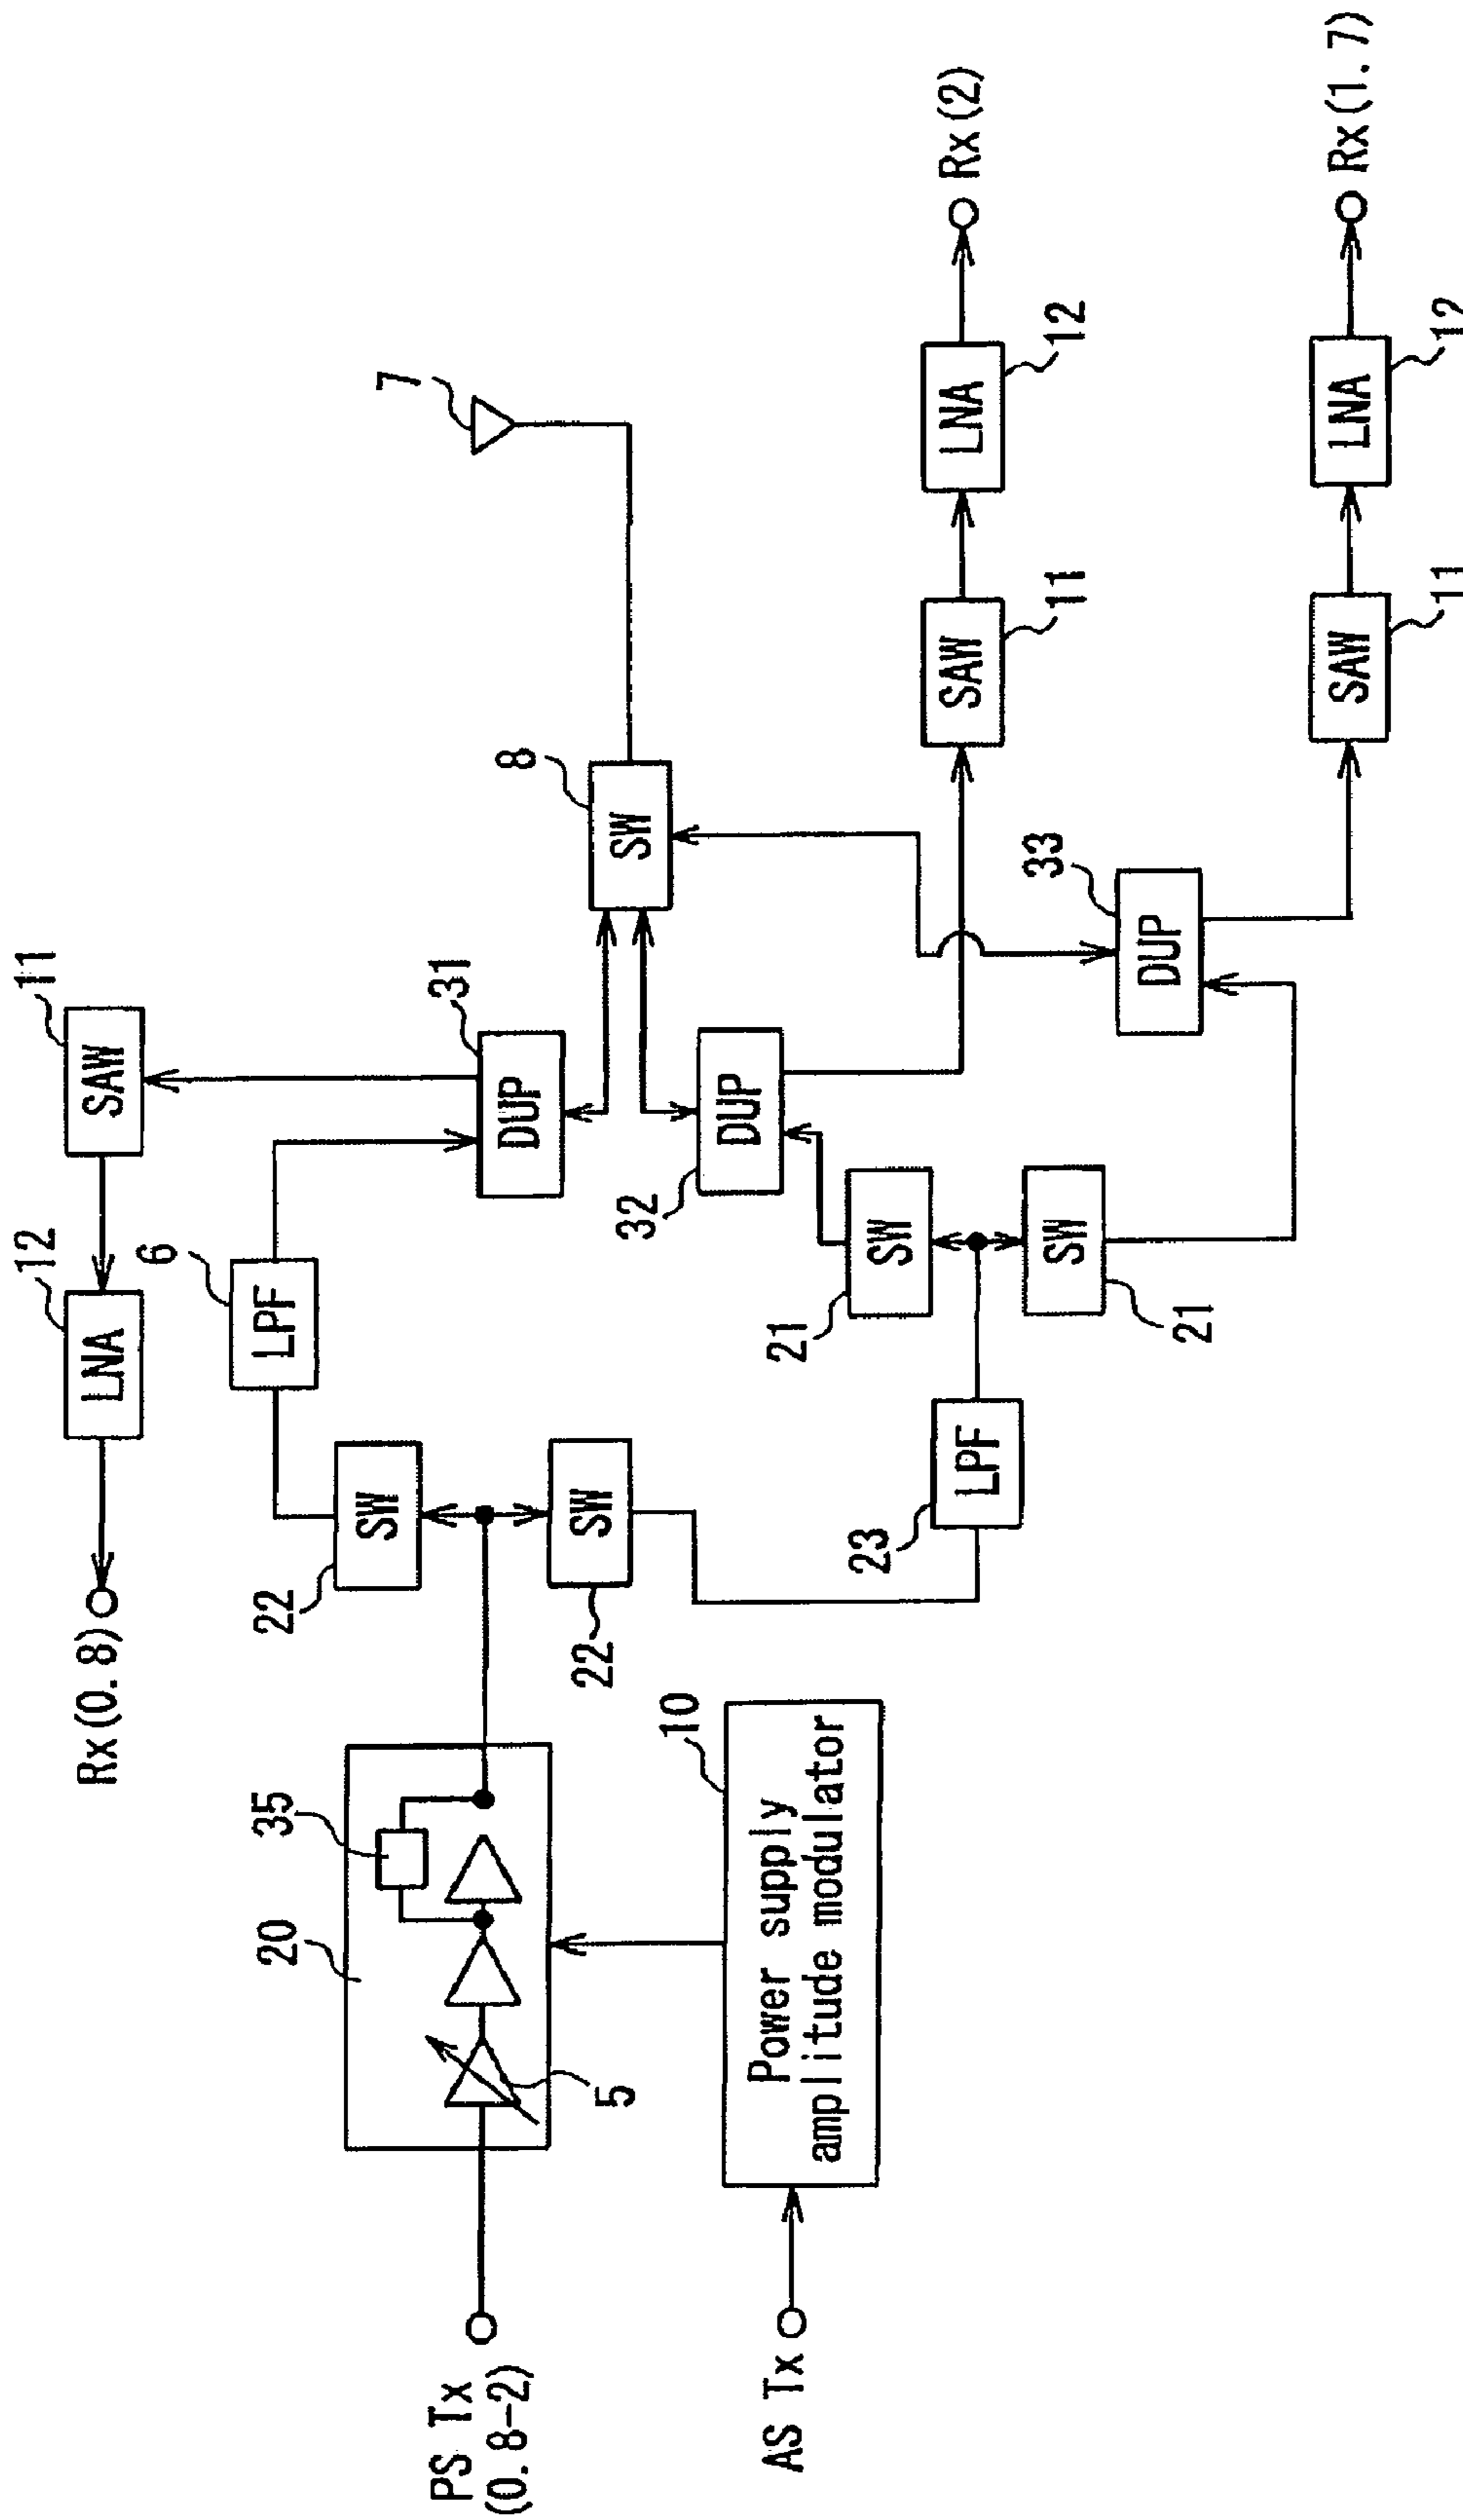 Rx(0.8)
12
LNA
11
SAW
22
SW
6
LPF
31
DUP
8
SW
7
PS Tx
(0.8-2)
20
35
5
22
SW
32
DUP
AS Tx
10
Power supply
amplitude modulator
23
LPF
21
SW
21
SW
33
DUP
SAW
11
LNA
12
Rx(2)
SAW
11
LNA
12
Rx(1.7)